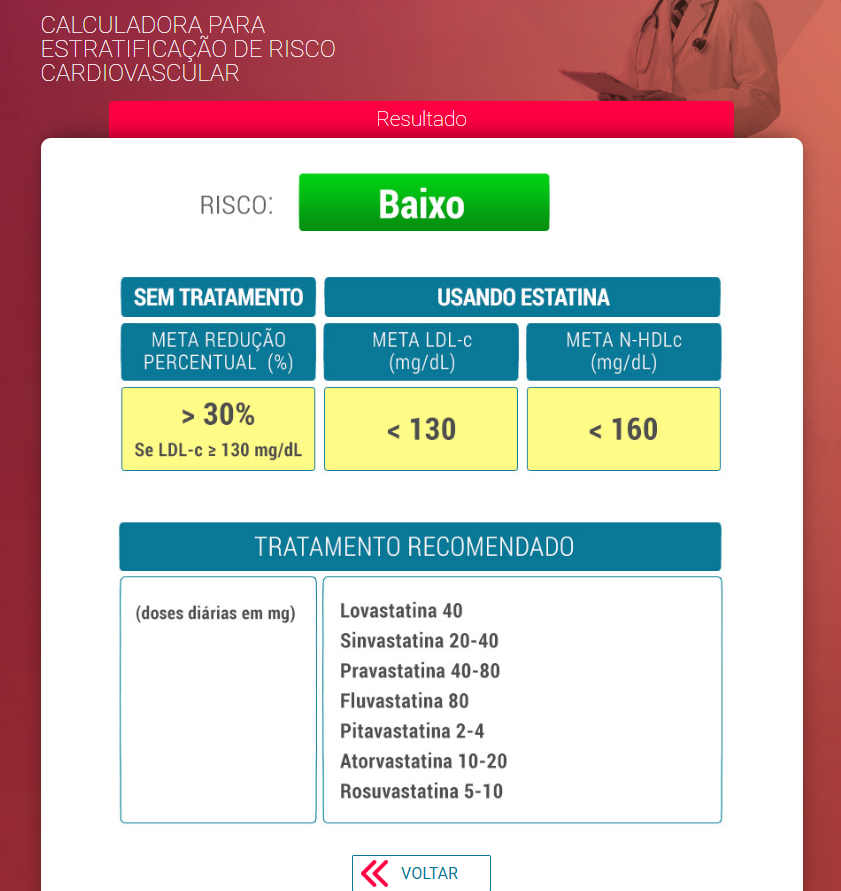 CALCULADORA PARA
ESTRATIFICAÇÃO DE RISCO
CARDIOVASCULAR
Resultado
RISCO: Baixo
SEM TRATAMENTO USANDO ESTATINA
META REDUÇÃO
PERCENTUAL (%)
META LDL-c
(mg/dL)
META N-HDLc
(mg/dL)
> 30%
Se LDL-c ≥ 130 mg/dL
< 130
< 160
TRATAMENTO RECOMENDADO
(doses diárias em mg)
Lovastatina 40
Sinvastatina 20-40
Pravastatina 40-80
Fluvastatina 80
Pitavastatina 2-4
Atorvastatina 10-20
Rosuvastatina 5-10
VOLTAR